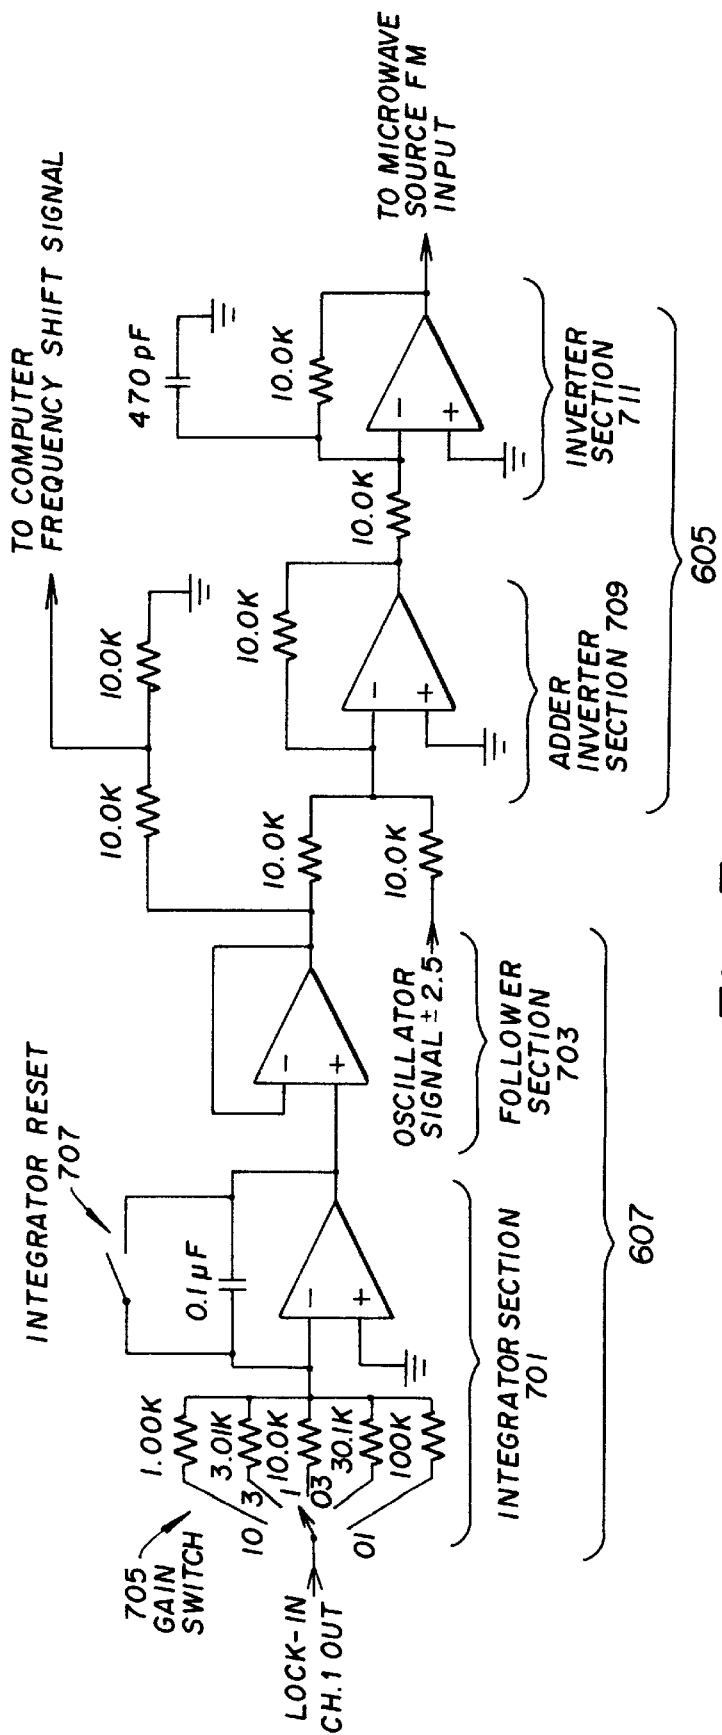 TO COMPUTER
FREQUENCY SHIFT SIGNAL
TO MICROWAVE
SOURCE FM
INPUT
INTEGRATOR RESET
707
705
GAIN
SWITCH
LOCK-IN
CH.1 OUT
10
3
1
03
01
1.00K
3.01K
10.0K
30.1K
100K
0.1 µF
-
+
-
+
10.0K
10.0K
10.0K
10.0K
OSCILLATOR
SIGNAL ± 2.5
10.0K
-
+
10.0K
470 pF
10.0K
-
+
INTEGRATOR SECTION
701
FOLLOWER
SECTION
703
ADDER
INVERTER
SECTION 709
INVERTER
SECTION
711
607
605